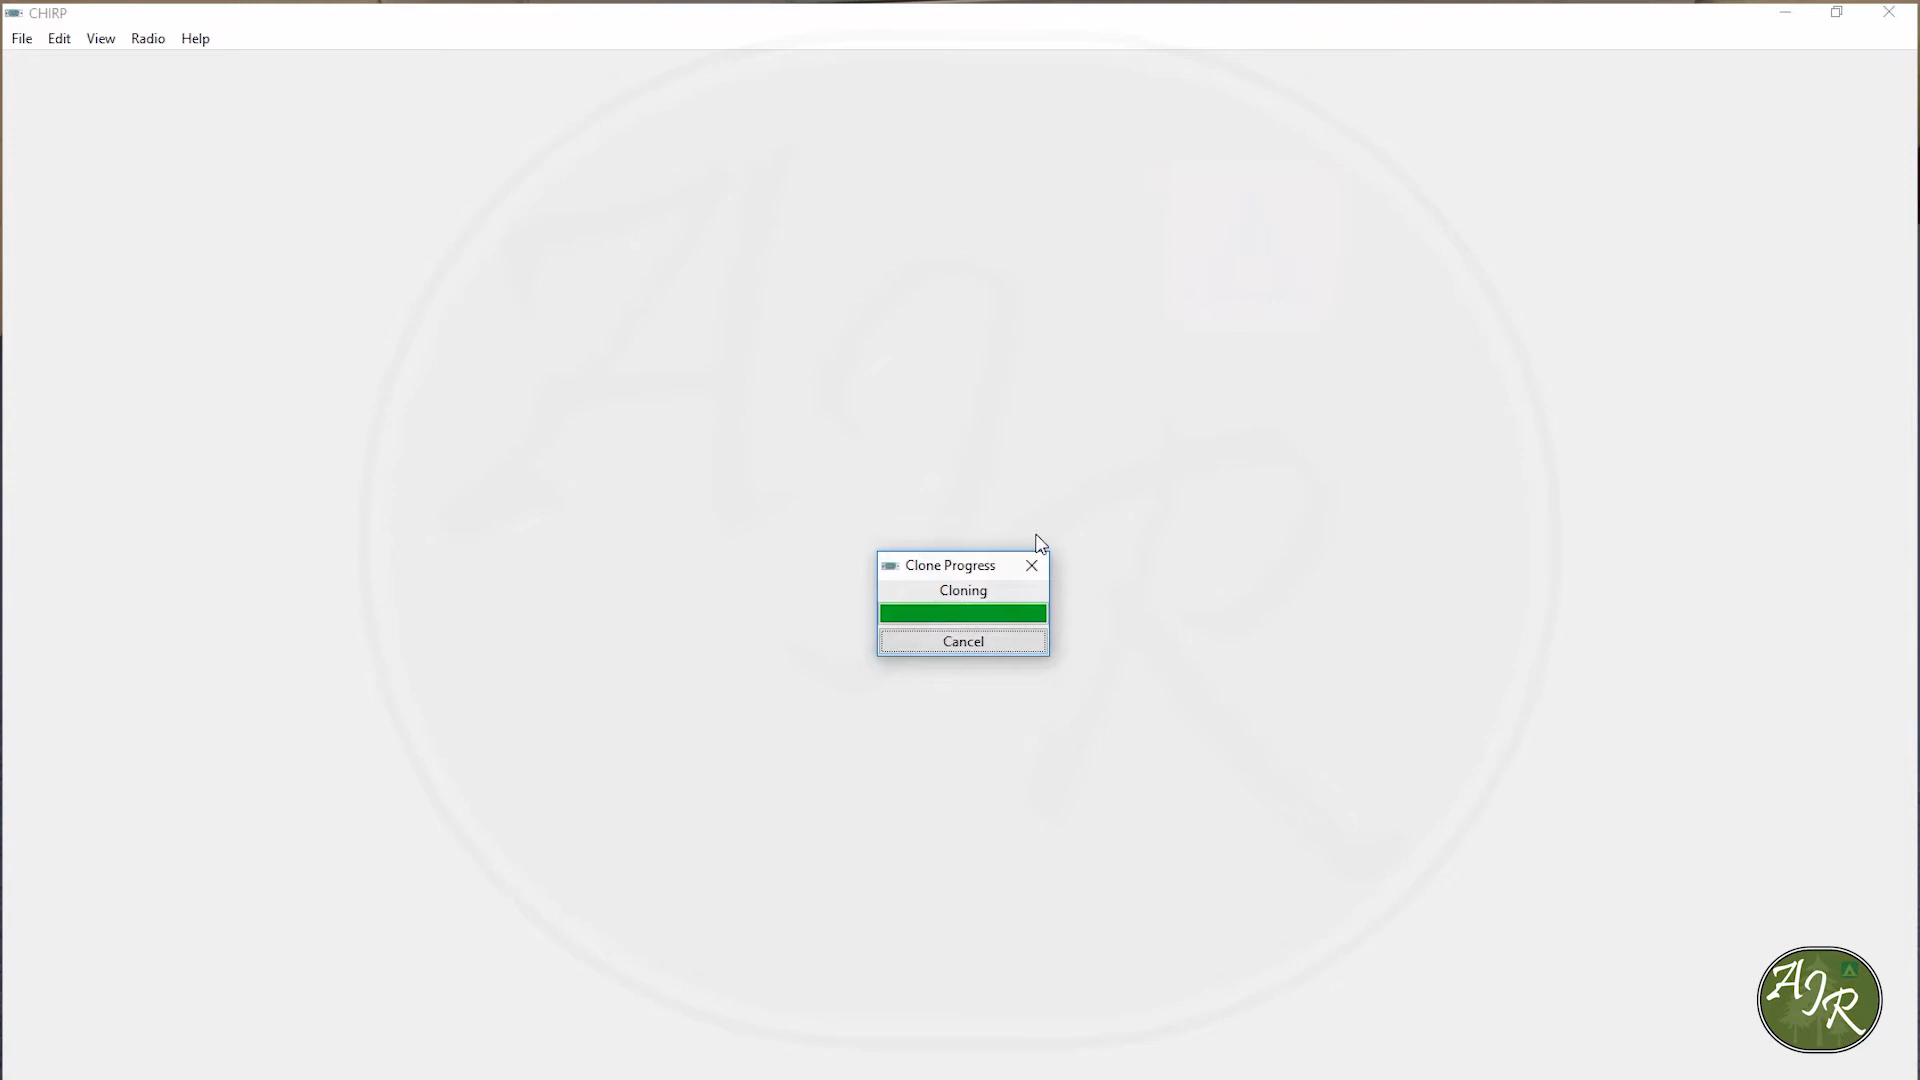 CHIRP
File Edit View Radio Help
Clone Progress
Cloning
Cancel
AJR